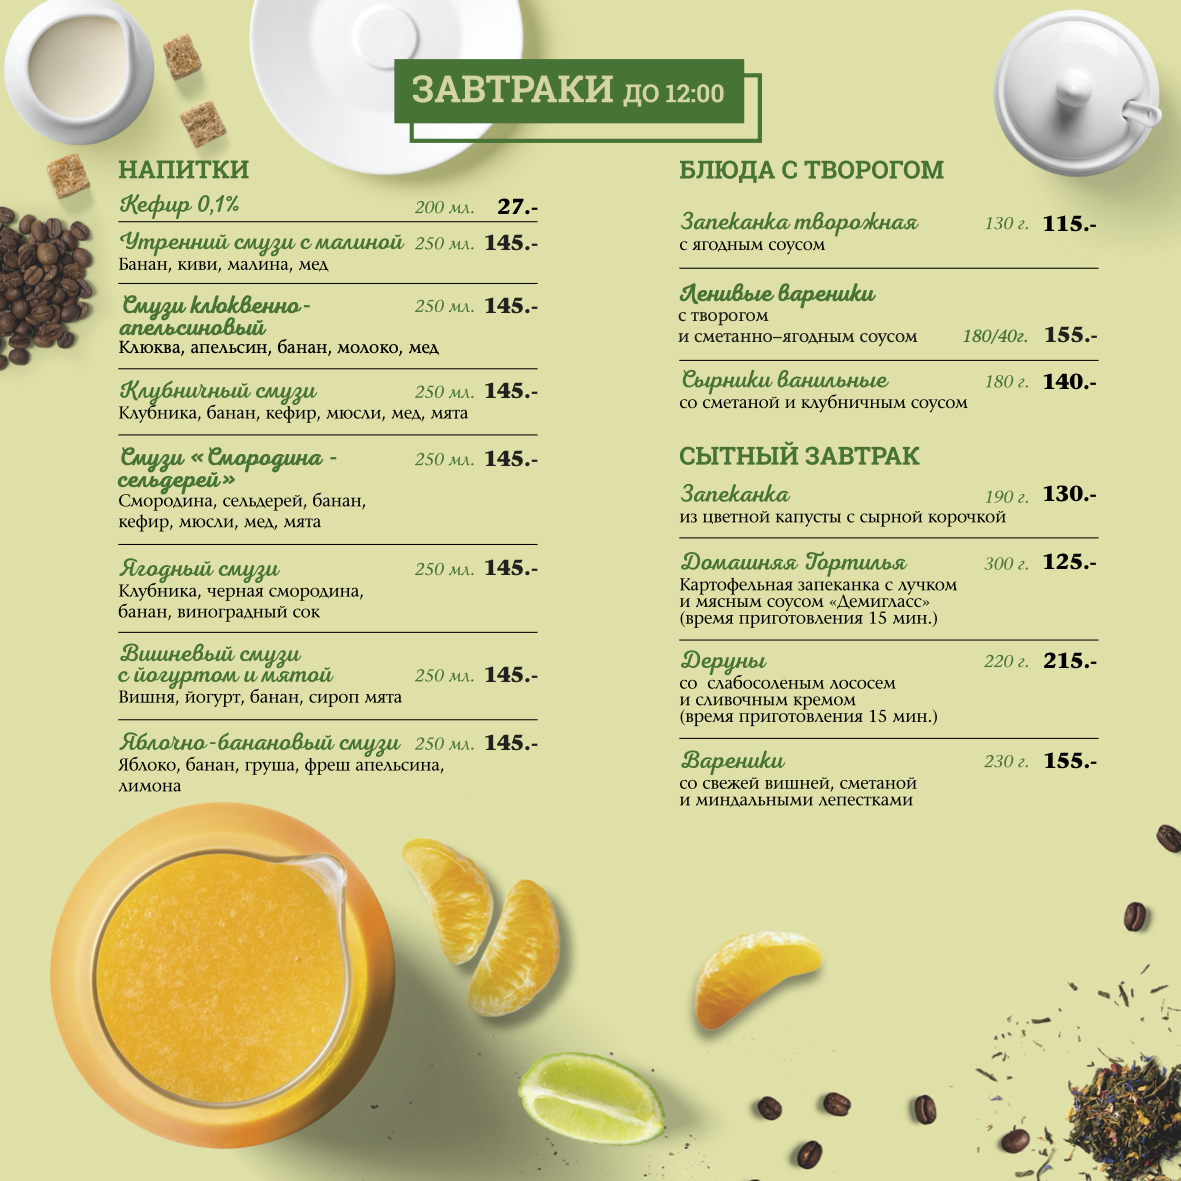 ЗАВТРАКИ ДО 12:00
НАПИТКИ
Кефир 0,1% 200 мл. 27.-
Утренний смузи с малиной 250 мл. 145.-
Банан, киви, малина, мед
Смузи клюквенно-
апельсиновый 250 мл. 145.-
Клюква, апельсин, банан, молоко, мед
Клубничный смузи 250 мл. 145.-
Клубника, банан, кефир, мюсли, мед, мята
Смузи «Смородина -
сельдерей» 250 мл. 145.-
Смородина, сельдерей, банан,
кефир, мюсли, мед, мята
Ягодный смузи 250 мл. 145.-
Клубника, черная смородина,
банан, виноградный сок
Вишневый смузи
с йогуртом и мятой 250 мл. 145.-
Вишня, йогурт, банан, сироп мята
Яблочно-банановый смузи 250 мл. 145.-
Яблоко, банан, груша, фреш апельсина,
лимона
БЛЮДА С ТВОРОГОМ
Запеканка творожная 130 г. 115.-
с ягодным соусом
Ленивые вареники
с творогом
и сметанно–ягодным соусом 180/40г. 155.-
Сырники ванильные 180 г. 140.-
со сметаной и клубничным соусом
СЫТНЫЙ ЗАВТРАК
Запеканка 190 г. 130.-
из цветной капусты с сырной корочкой
Домашняя Тортилья 300 г. 125.-
Картофельная запеканка с лучком
и мясным соусом «Демигласс»
(время приготовления 15 мин.)
Деруны 220 г. 215.-
со слабосоленым лососем
и сливочным кремом
(время приготовления 15 мин.)
Вареники 230 г. 155.-
со свежей вишней, сметаной
и миндальными лепестками